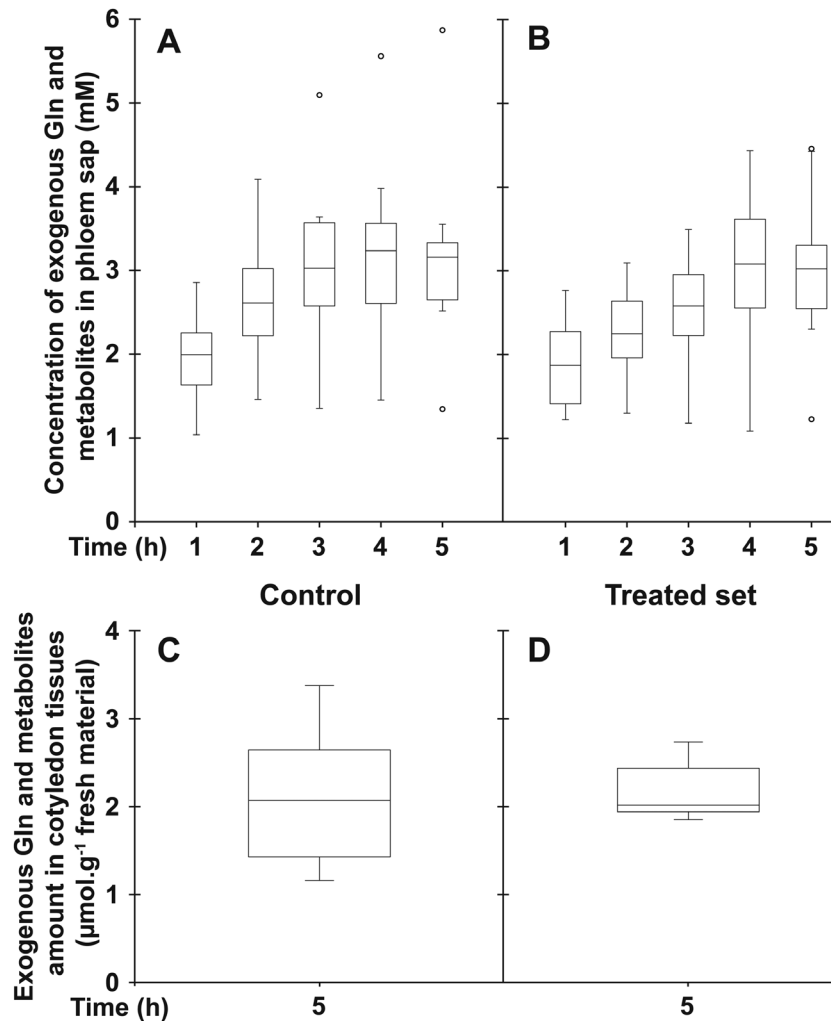 Concentration of exogenous Gln and
metabolites in phloem sap (mM)
6
5
4
3
2
1
0
A
B
Time (h) 1 2 3 4 5 1 2 3 4 5
Control Treated set
Exogenous Gln and metabolites
amount in cotyledon tissues
(µmol.g⁻¹ fresh material)
4
3
2
1
0
C
D
Time (h) 5 5